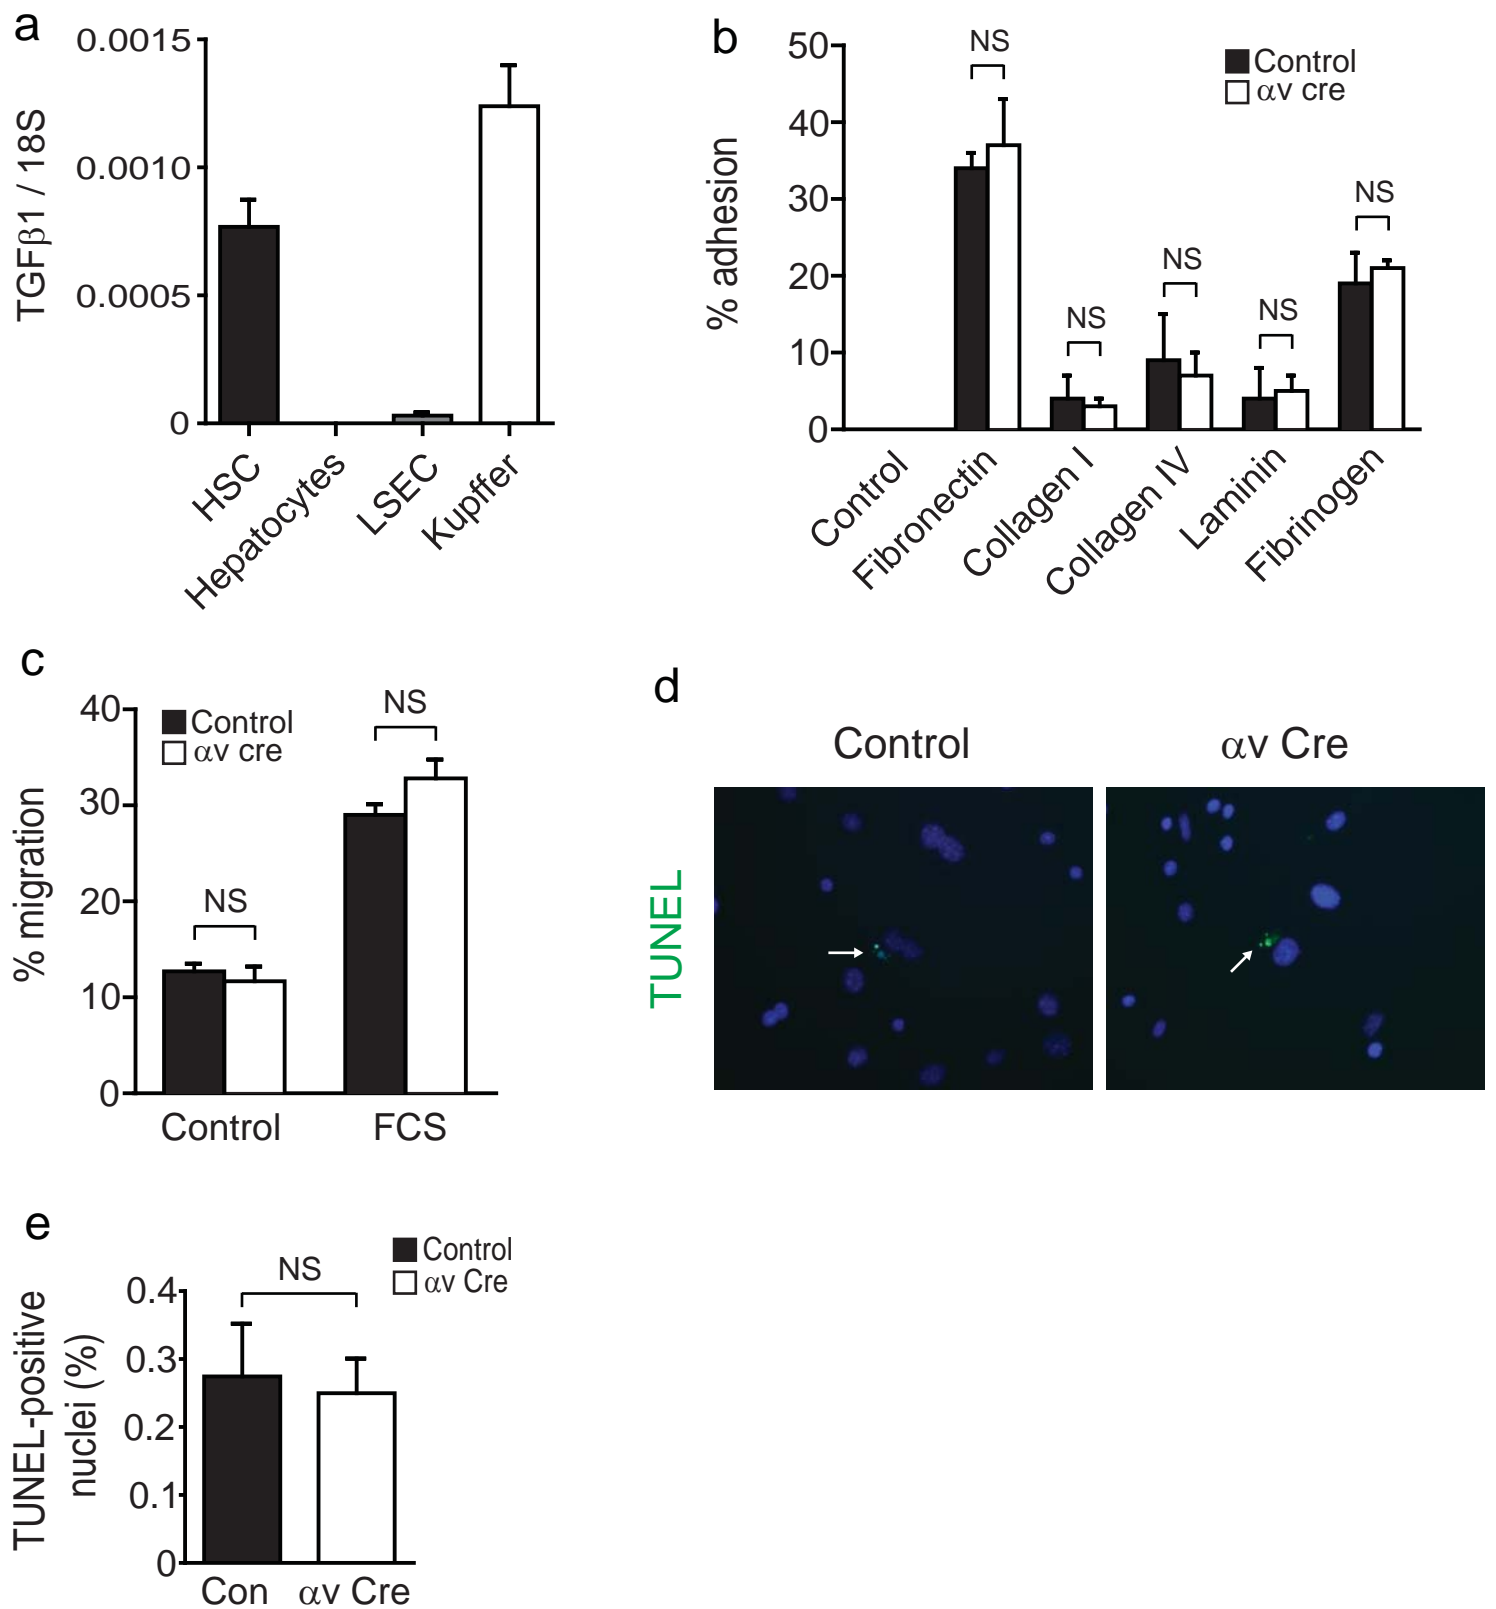 a
TGFβ1 / 18S
0.0015
0.0010
0.0005
0
HSC
Hepatocytes
LSEC
Kupffer
b
% adhesion
50
40
30
20
10
0
NS
NS
NS
NS
NS
Control
αv cre
Control
Fibronectin
Collagen I
Collagen IV
Laminin
Fibrinogen
c
% migration
40
30
20
10
0
Control
αv cre
NS
NS
Control
FCS
d
Control
αv Cre
TUNEL
e
TUNEL-positive
nuclei (%)
0.4
0.3
0.2
0.1
0
NS
Control
αv Cre
Con
αv Cre